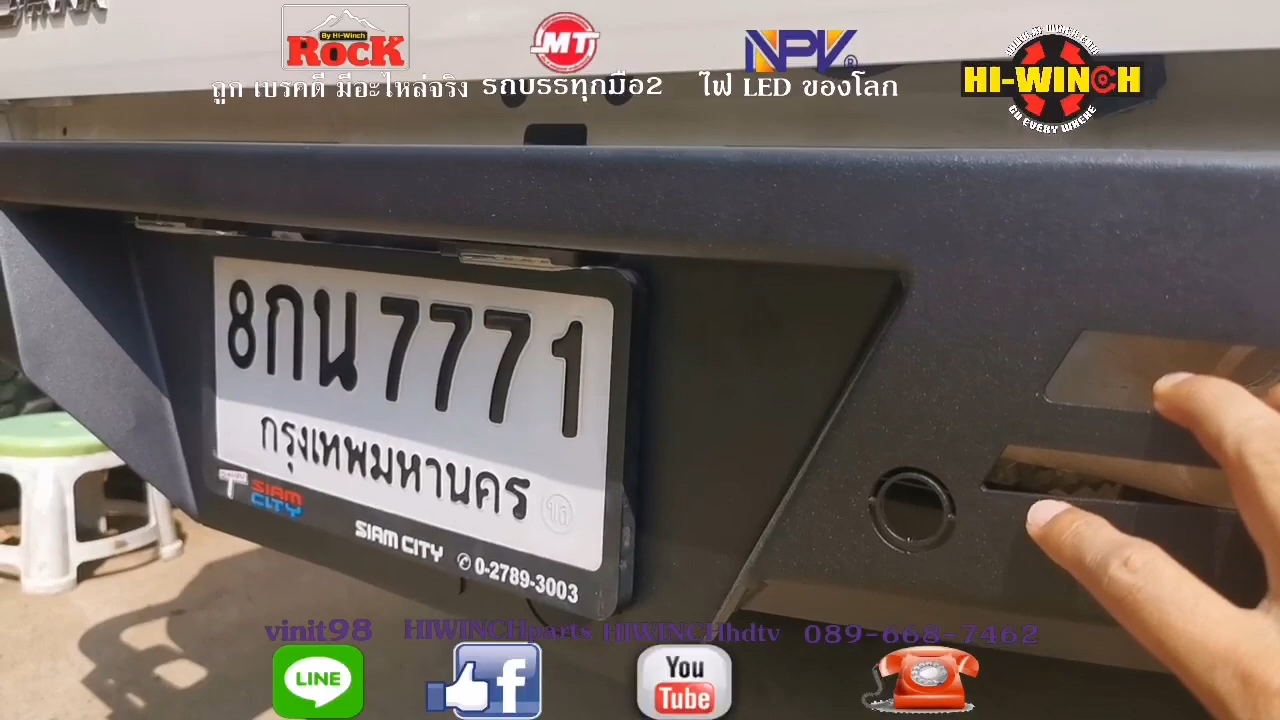 By Hi-Winch
RocK
MT
NPV®
WINCH
HI-WINCH
GO EVERY WHERE
ถูก เบรคดี มีอะไหล่จริง
รถบรรทุกมือ2
ไฟ LED ของโลก
8กน 7771
กรุงเทพมหานคร
SIAM CITY
SIAM CITY
✆ 0-2789-3003
vinit98
HIWINCHparts
HIWINCHhdtv
089-668-7462
LINE
f
You
Tube